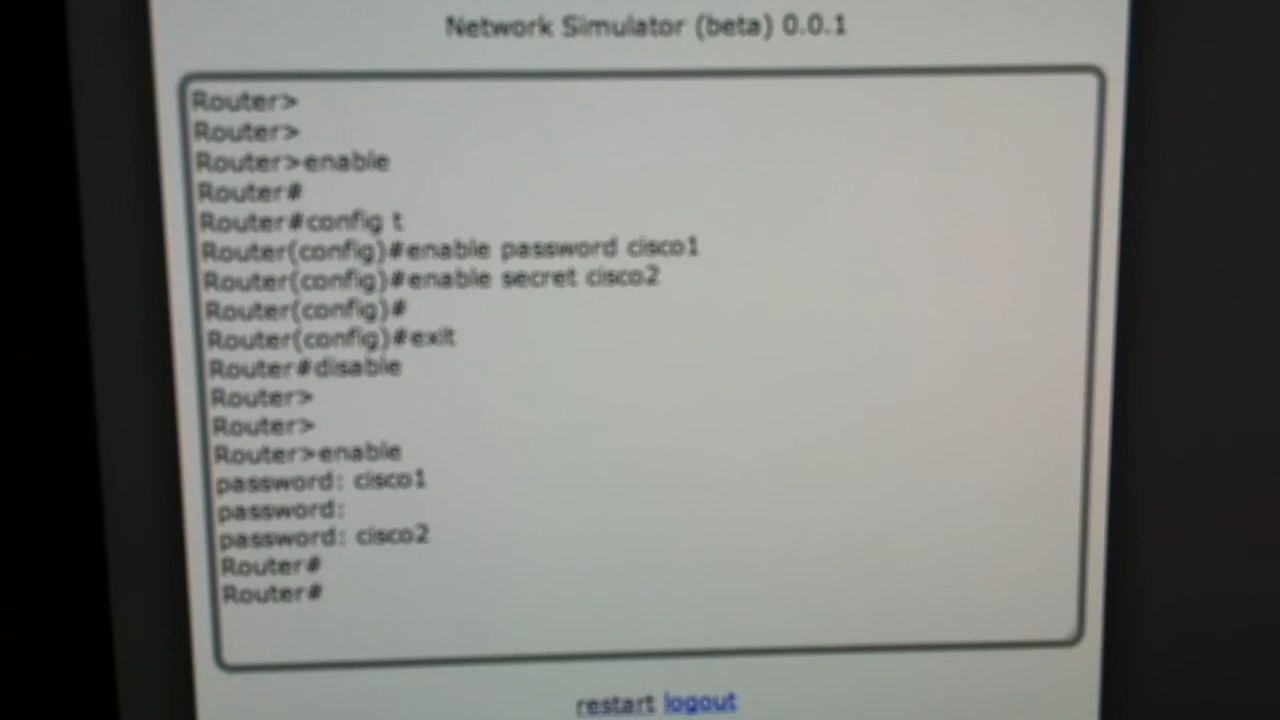 Network Simulator (beta) 0.0.1
Router>
Router>
Router>enable
Router#
Router#config t
Router(config)#enable password cisco1
Router(config)#enable secret cisco2
Router(config)#
Router(config)#exit
Router#disable
Router>
Router>
Router>enable
password: cisco1
password:
password: cisco2
Router#
Router#
restart logout